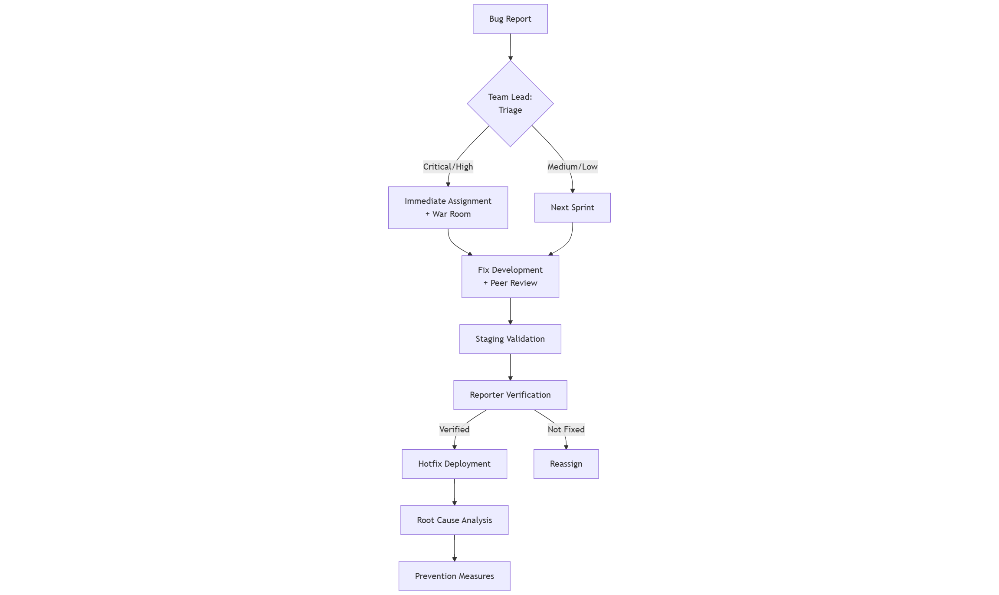 Bug Report
Team Lead:
Triage
Critical/High
Medium/Low
Immediate Assignment
+ War Room
Next Sprint
Fix Development
+ Peer Review
Staging Validation
Reporter Verification
Verified
Not Fixed
Hotfix Deployment
Reassign
Root Cause Analysis
Prevention Measures